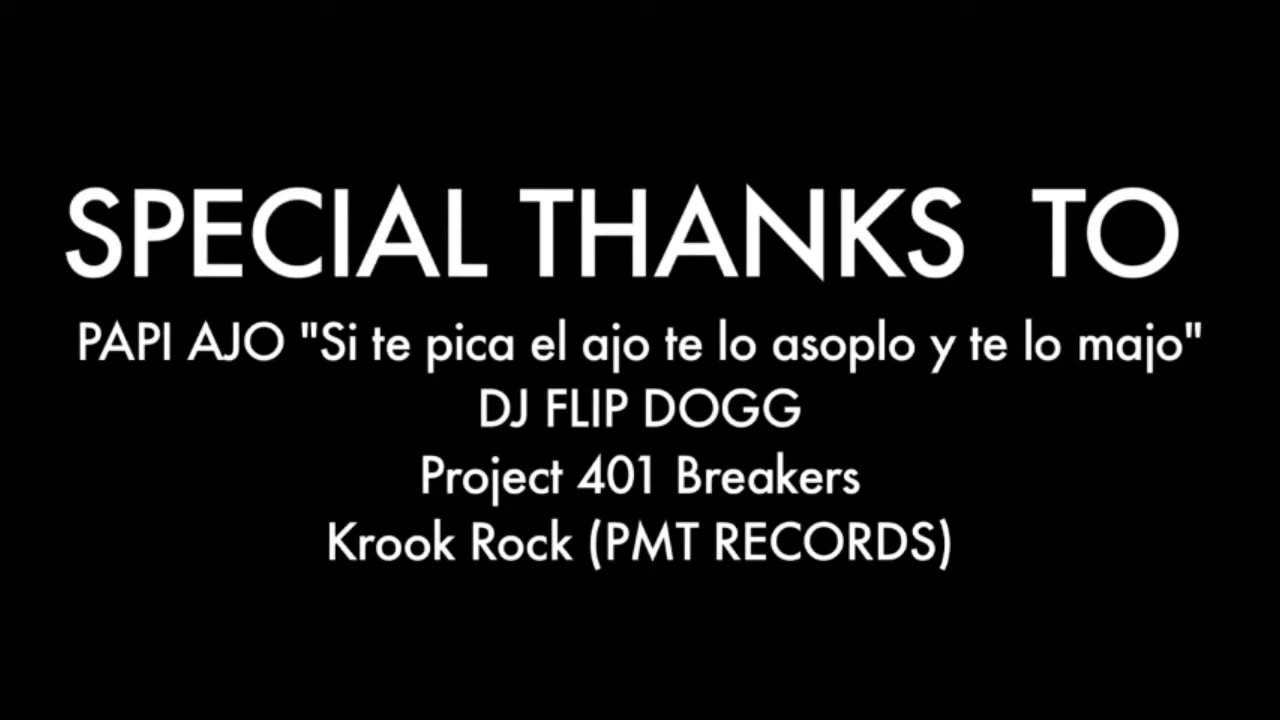 SPECIAL THANKS TO
PAPI AJO "Si te pica el ajo te lo asoplo y te lo majo"
DJ FLIP DOGG
Project 401 Breakers
Krook Rock (PMT RECORDS)